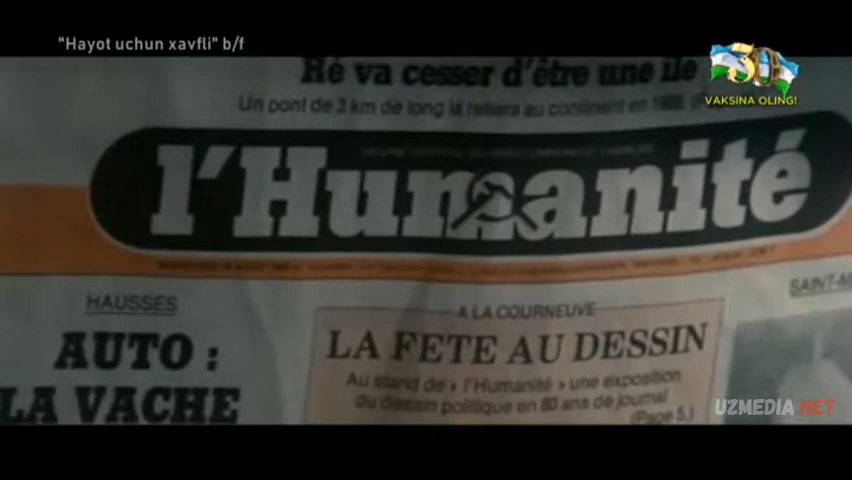 "Hayot uchun xavfli" b/f
30
VAKSINA OLING!
Ré va cesser d'être une île
Un pont de 3 km de long la reliera au continent en
l'Humanité
HAUSSES
AUTO :
LA VACHE
A LA COURNEUVE
LA FETE AU DESSIN
Au stand de « l'Humanité » une exposition
du dessin politique en 80 ans de journal
(Page 5.)
SAINT-M
UZMEDIA.NET